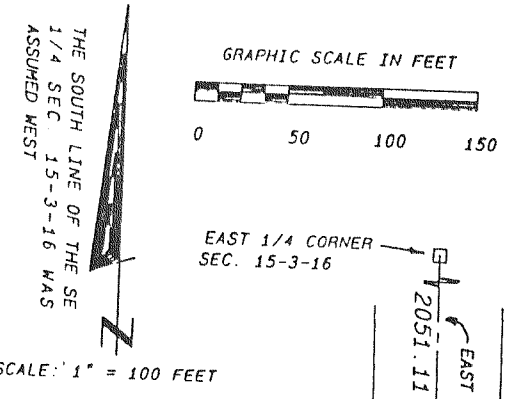 THE SOUTH LINE OF THE SE
1/4 SEC. 15-3-16 WAS
ASSUMED WEST
GRAPHIC SCALE IN FEET
0 50 100 150
EAST 1/4 CORNER
SEC. 15-3-16
N
SCALE: 1" = 100 FEET
2051.11
EAST